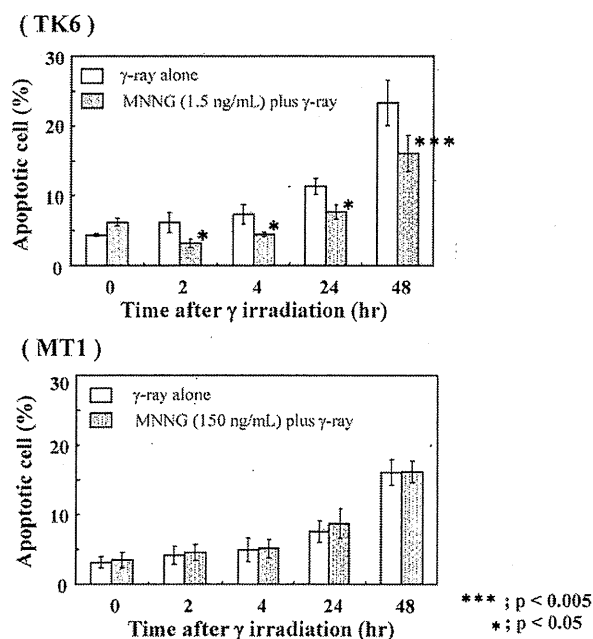 ( TK6 )
30
20
10
0
Apoptotic cell (%)
γ-ray alone
MNNG (1.5 ng/mL) plus γ-ray
*
*
*
***
0 2 4 24 48
Time after γ irradiation (hr)
( MT1 )
30
20
10
0
Apoptotic cell (%)
γ-ray alone
MNNG (150 ng/mL) plus γ-ray
0 2 4 24 48
Time after γ irradiation (hr)
*** ; p < 0.005
* ; p < 0.05